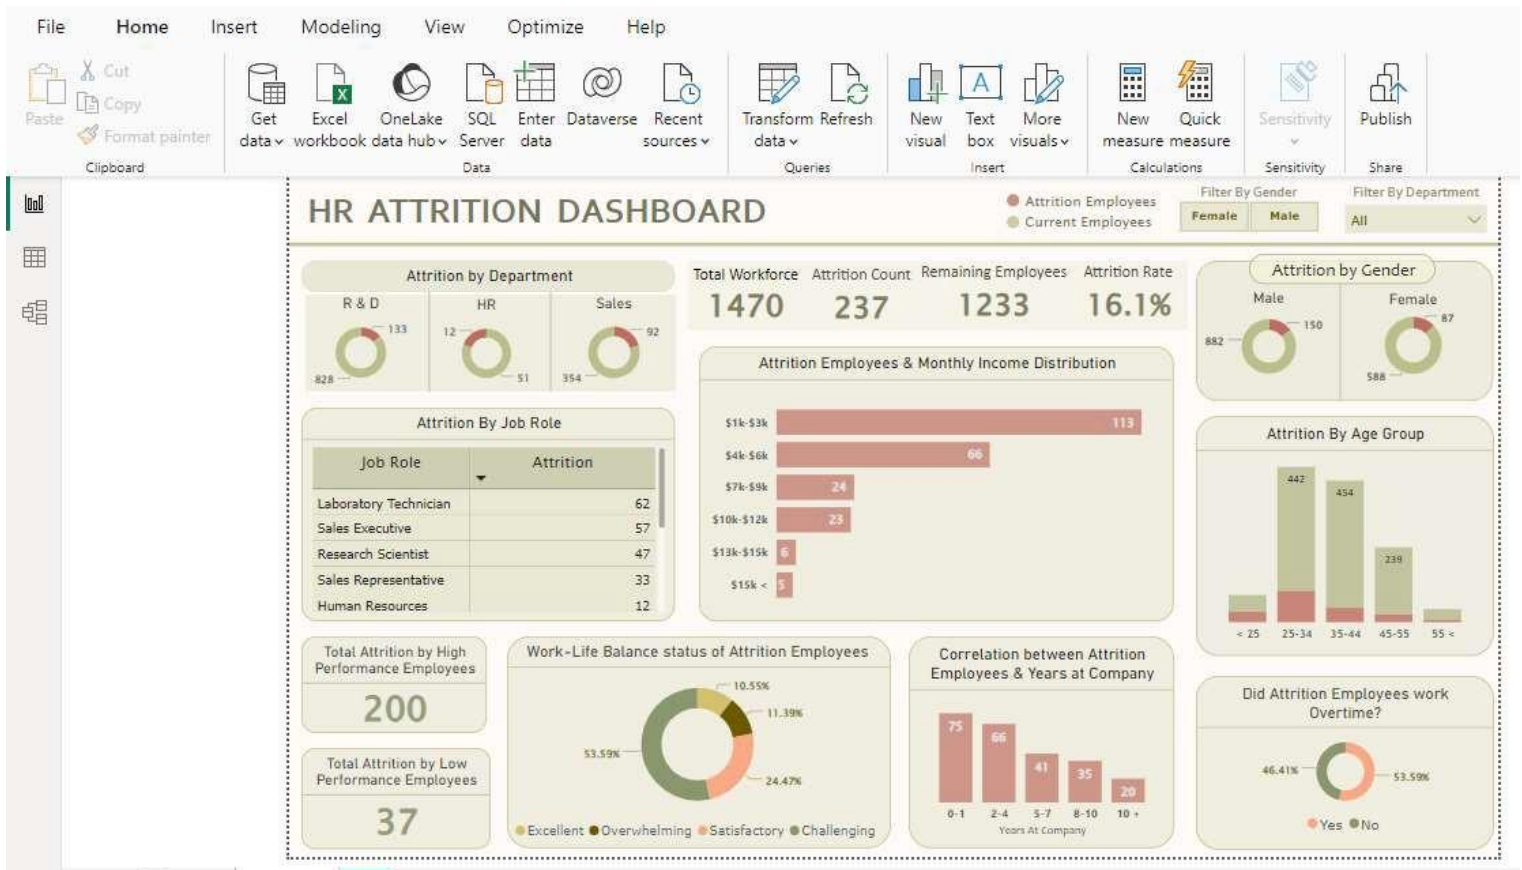 File Home Insert Modeling View Optimize Help
Paste
Cut
Copy
Format painter
Clipboard
Get data
Excel workbook
OneLake data hub
SQL Server
Enter data
Dataverse
Recent sources
Data
Transform data
Refresh
Queries
New visual
Text box
More visuals
Insert
New measure
Quick measure
Calculations
Sensitivity
Sensitivity
Publish
Share
HR ATTRITION DASHBOARD
Attrition Employees
Current Employees
Filter By Gender
Female Male
Filter By Department
All
Attrition by Department
R & D
133
828
HR
12
51
Sales
92
354
Total Workforce
1470
Attrition Count
237
Remaining Employees
1233
Attrition Rate
16.1%
Attrition by Gender
Male
150
882
Female
87
588
Attrition By Job Role
Job Role Attrition
Laboratory Technician 62
Sales Executive 57
Research Scientist 47
Sales Representative 33
Human Resources 12
Attrition Employees & Monthly Income Distribution
$1k-$3k 113
$4k-$6k 66
$7k-$9k 24
$10k-$12k 23
$13k-$15k 6
$15k < 5
Attrition By Age Group
442
454
239
< 25 25-34 35-44 45-55 55 <
Total Attrition by High
Performance Employees
200
Total Attrition by Low
Performance Employees
37
Work-Life Balance status of Attrition Employees
10.55%
11.39%
53.59%
24.47%
Excellent Overwhelming Satisfactory Challenging
Correlation between Attrition
Employees & Years at Company
75
66
41
35
20
0-1 2-4 5-7 8-10 10 +
Years At Company
Did Attrition Employees work
Overtime?
46.41%
53.59%
Yes No